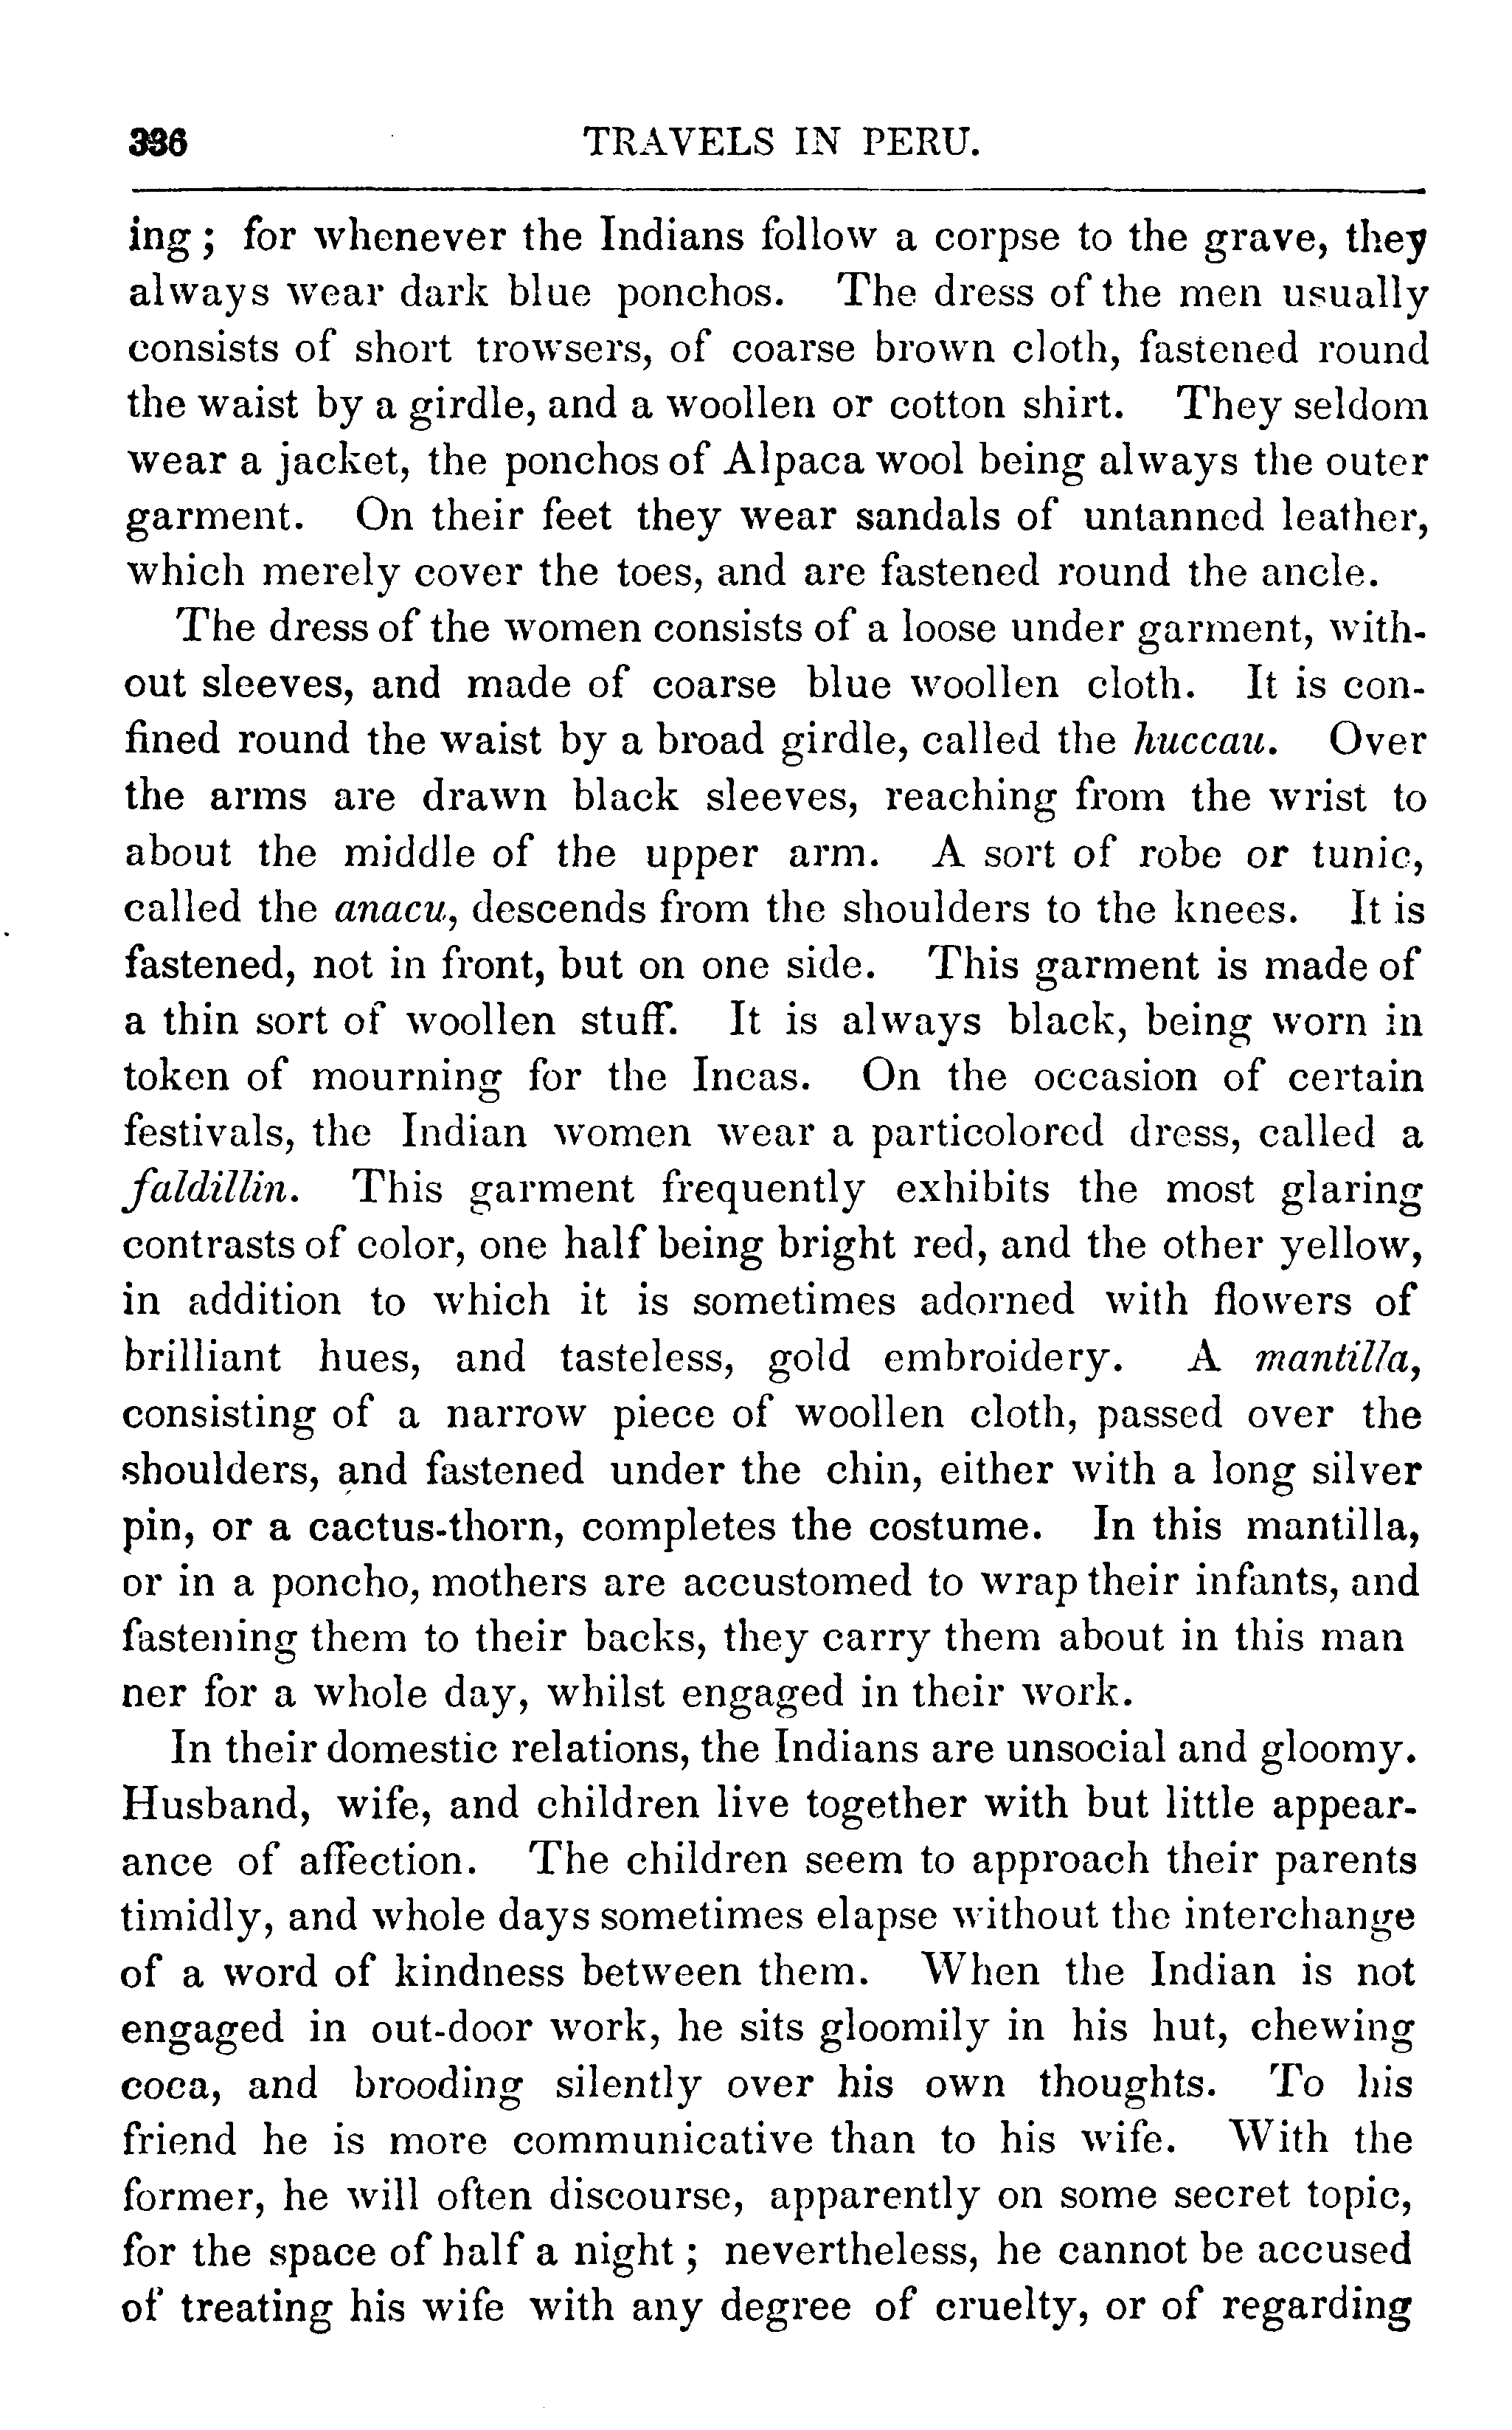 336 TRAVELS IN PERU.
ing; for whenever the Indians follow a corpse to the grave, they
always wear dark blue ponchos. The dress of the men usually
consists of short trowsers, of coarse brown cloth, fastened round
the waist by a girdle, and a woollen or cotton shirt. They seldom
wear a jacket, the ponchos of Alpaca wool being always the outer
garment. On their feet they wear sandals of untanned leather,
which merely cover the toes, and are fastened round the ancle.
The dress of the women consists of a loose under garment, with-
out sleeves, and made of coarse blue woollen cloth. It is con-
fined round the waist by a broad girdle, called the huccau. Over
the arms are drawn black sleeves, reaching from the wrist to
about the middle of the upper arm. A sort of robe or tunic,
called the anacu, descends from the shoulders to the knees. It is
fastened, not in front, but on one side. This garment is made of
a thin sort of woollen stuff. It is always black, being worn in
token of mourning for the Incas. On the occasion of certain
festivals, the Indian women wear a particolored dress, called a
faldillin. This garment frequently exhibits the most glaring
contrasts of color, one half being bright red, and the other yellow,
in addition to which it is sometimes adorned with flowers of
brilliant hues, and tasteless, gold embroidery. A mantilla,
consisting of a narrow piece of woollen cloth, passed over the
shoulders, and fastened under the chin, either with a long silver
pin, or a cactus-thorn, completes the costume. In this mantilla,
or in a poncho, mothers are accustomed to wrap their infants, and
fastening them to their backs, they carry them about in this man
ner for a whole day, whilst engaged in their work.
In their domestic relations, the Indians are unsocial and gloomy.
Husband, wife, and children live together with but little appear-
ance of affection. The children seem to approach their parents
timidly, and whole days sometimes elapse without the interchange
of a word of kindness between them. When the Indian is not
engaged in out-door work, he sits gloomily in his hut, chewing
coca, and brooding silently over his own thoughts. To his
friend he is more communicative than to his wife. With the
former, he will often discourse, apparently on some secret topic,
for the space of half a night; nevertheless, he cannot be accused
of treating his wife with any degree of cruelty, or of regarding